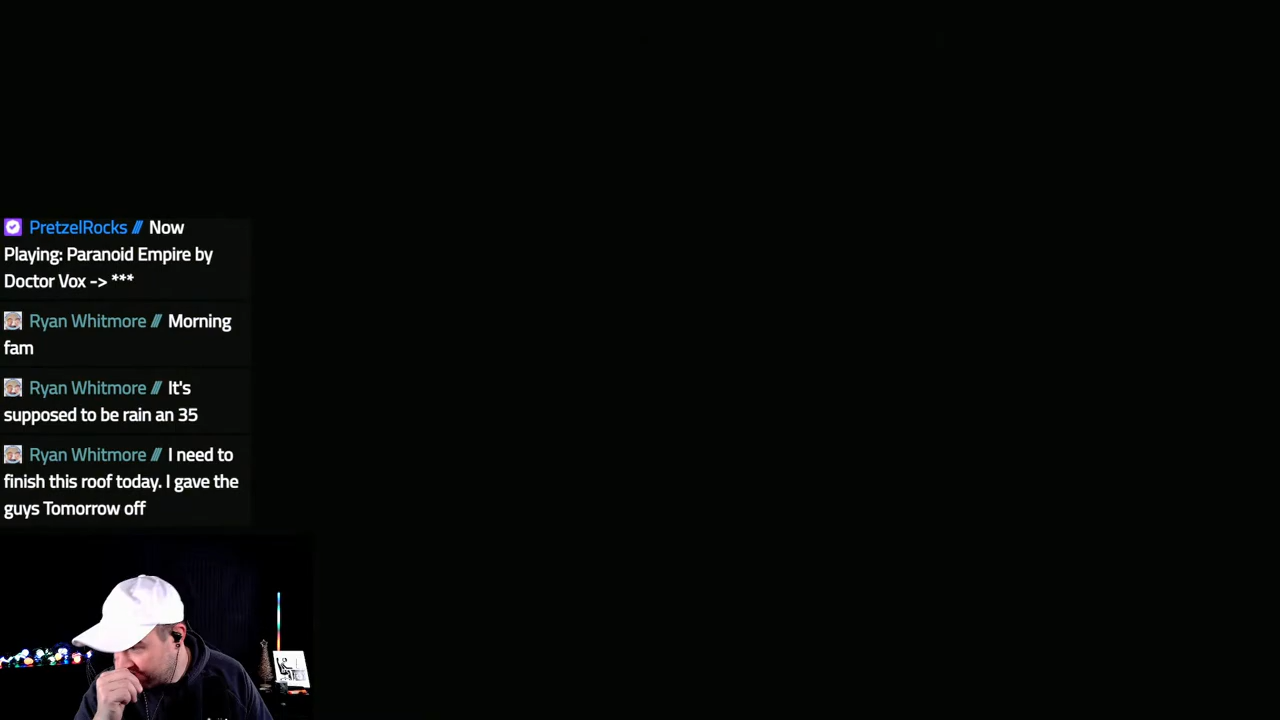 PretzelRocks /// Now
Playing: Paranoid Empire by
Doctor Vox -> ***
Ryan Whitmore /// Morning
fam
Ryan Whitmore /// It's
supposed to be rain an 35
Ryan Whitmore /// I need to
finish this roof today. I gave the
guys Tomorrow off